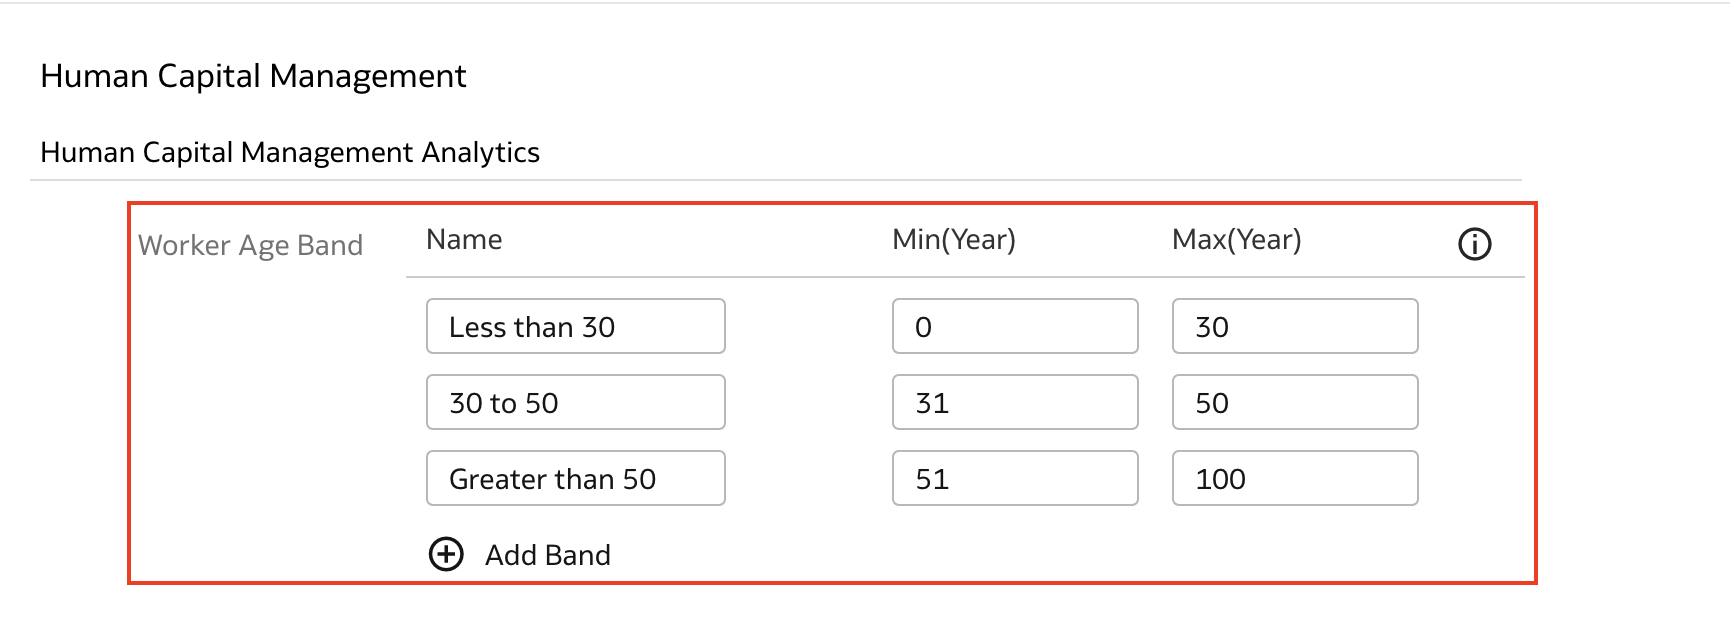 Human Capital Management
Human Capital Management Analytics
Worker Age Band Name Min(Year) Max(Year)
Less than 30 0 30
30 to 50 31 50
Greater than 50 51 100
Add Band